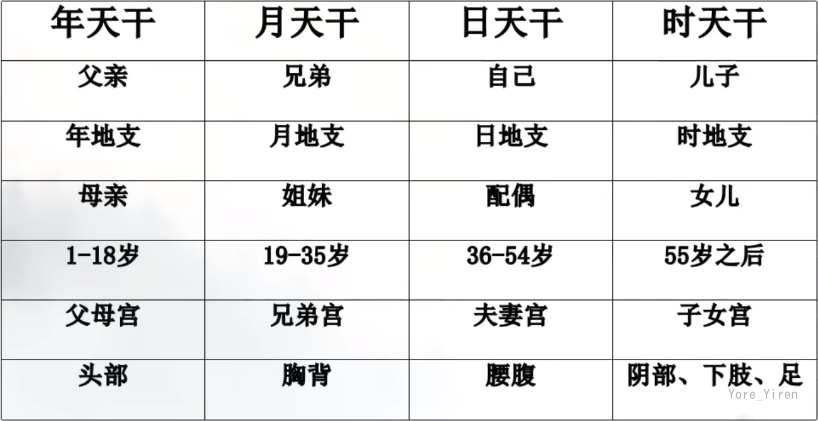 年天干 月天干 日天干 时天干
父亲 兄弟 自己 儿子
年地支 月地支 日地支 时地支
母亲 姐妹 配偶 女儿
1-18岁 19-35岁 36-54岁 55岁之后
父母宫 兄弟宫 夫妻宫 子女宫
头部 胸背 腰腹 阴部、下肢、足
Yore_Yiren